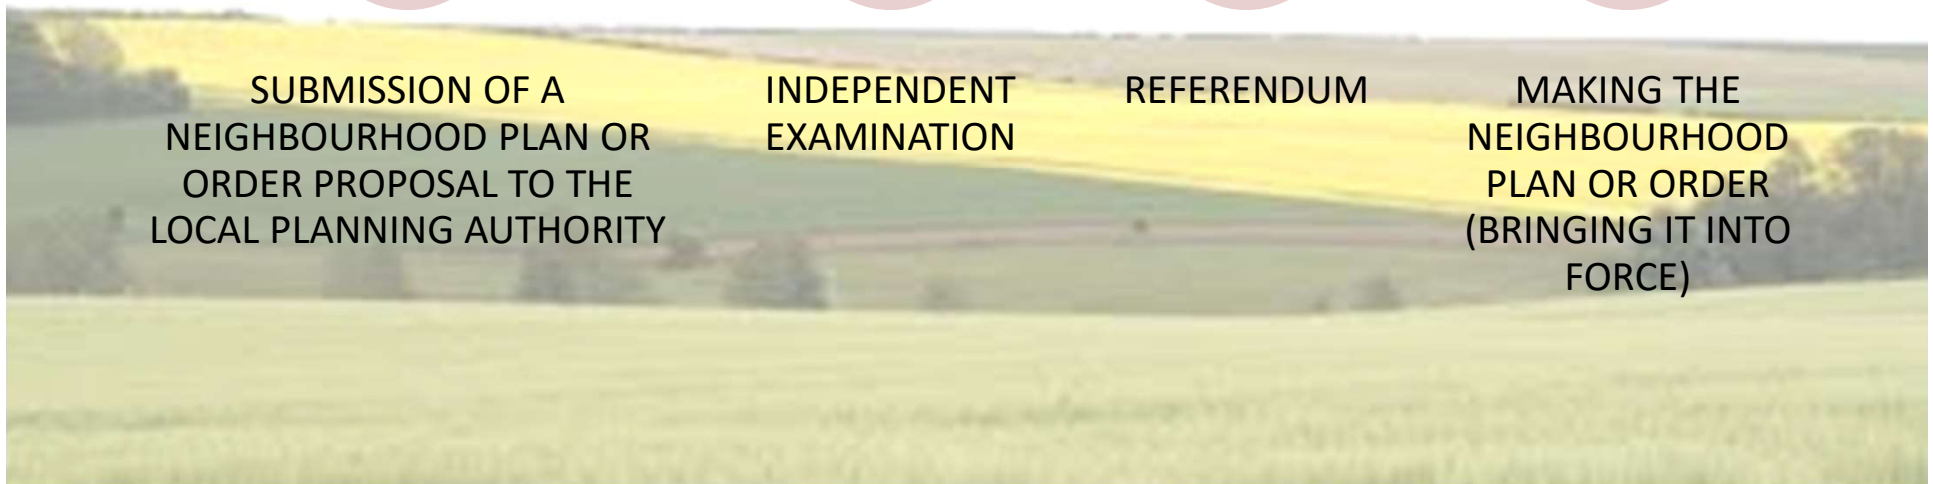 SUBMISSION OF A
NEIGHBOURHOOD PLAN OR
ORDER PROPOSAL TO THE
LOCAL PLANNING AUTHORITY
INDEPENDENT
EXAMINATION
REFERENDUM
MAKING THE
NEIGHBOURHOOD
PLAN OR ORDER
(BRINGING IT INTO
FORCE)